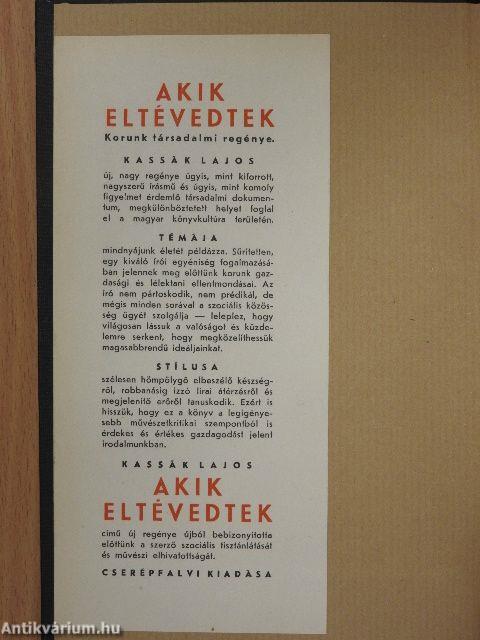 AKIK
ELTÉVEDTEK
Korunk társadalmi regénye.
KASSÁK LAJOS
új, nagy regénye úgyis, mint kiforrott,
nagyszerű írásmű és úgyis, mint komoly
figyelmet érdemlő társadalmi dokumen-
tum, megkülönböztetett helyet foglal
el a magyar könyvkultúra területén.
TÉMÁJA
mindnyájunk életét példázza. Sűrítetten,
egy kiváló írói egyéniség fogalmazásá-
ban jelennek meg előttünk korunk gaz-
dasági és lélektani ellentmondásai. Az
író nem pártoskodik, nem prédikál, de
mégis minden sorával a szociális közös-
ség ügyét szolgálja — leleplez, hogy
világosan lássuk a valóságot és küzde-
lemre serkent, hogy megközelíthessük
magasabbrendű ideáljainkat.
STÍLUSA
szélesen hömpölygő elbeszélő készség-
ről, robbanásig izzó lírai átérzésről és
megjelenítő erőről tanuskodik. Ezért is
hisszük, hogy ez a könyv a legigénye-
sebb művészetkritikai szempontból is
érdekes és értékes gazdagodást jelent
irodalmunkban.
KASSÁK LAJOS
AKIK
ELTÉVEDTEK
című új regénye újból bebizonyította
előttünk a szerző szociális tisztánlátását
és művészi elhivatottságát.
CSERÉPFALVI KIADÁSA
Antikvárium.hu